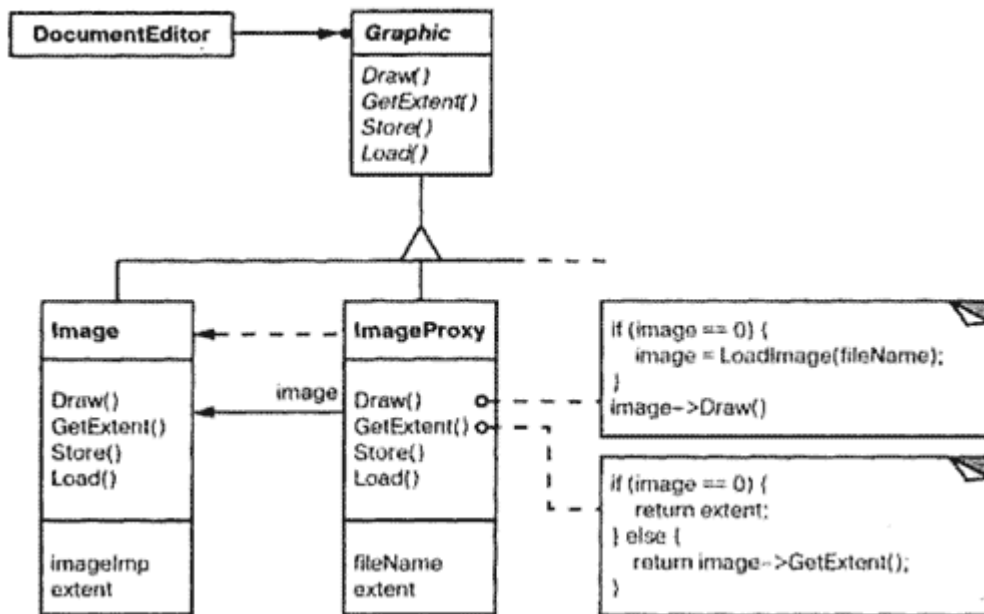 DocumentEditor
Graphic
Draw()
GetExtent()
Store()
Load()
Image
Draw()
GetExtent()
Store()
Load()
imageImp
extent
image
ImageProxy
Draw()
GetExtent()
Store()
Load()
fileName
extent
if (image == 0) {
image = LoadImage(fileName);
}
image->Draw()
if (image == 0) {
return extent;
} else {
return image->GetExtent();
}